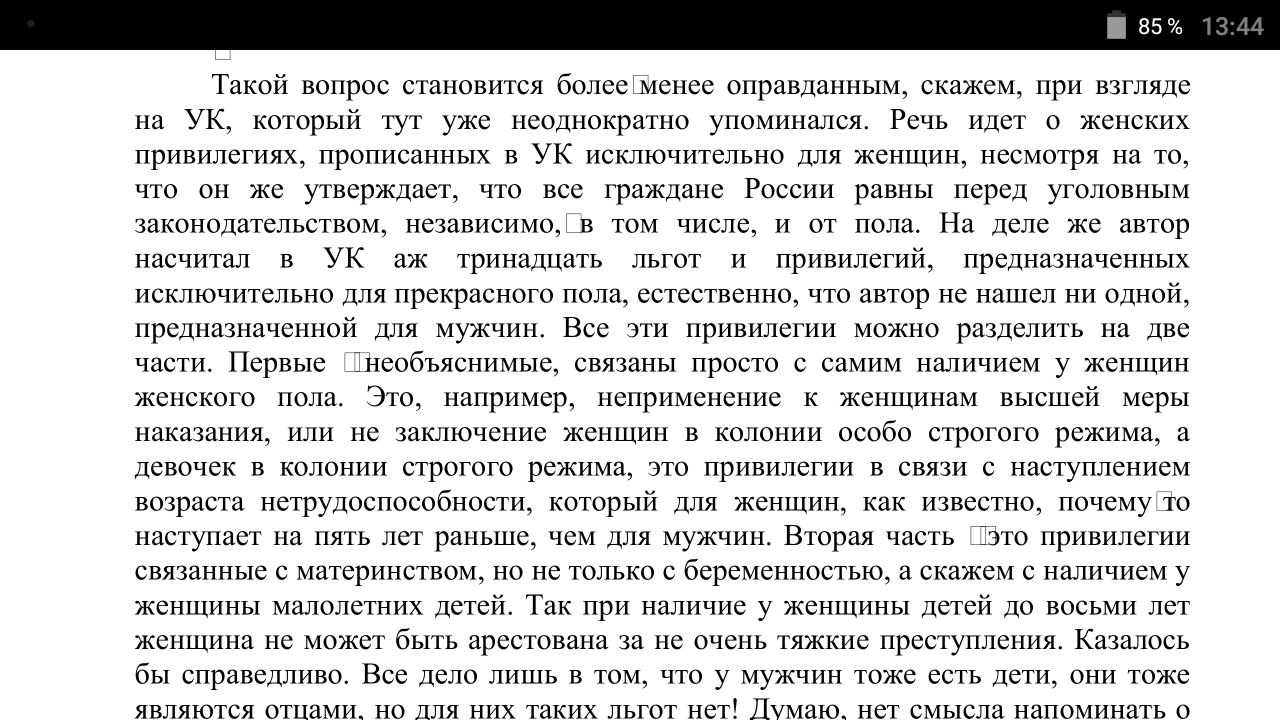 85 % 13:44
Такой вопрос становится более менее оправданным, скажем, при взгляде
на УК, который тут уже неоднократно упоминался. Речь идет о женских
привилегиях, прописанных в УК исключительно для женщин, несмотря на то,
что он же утверждает, что все граждане России равны перед уголовным
законодательством, независимо, в том числе, и от пола. На деле же автор
насчитал в УК аж тринадцать льгот и привилегий, предназначенных
исключительно для прекрасного пола, естественно, что автор не нашел ни одной,
предназначенной для мужчин. Все эти привилегии можно разделить на две
части. Первые необъяснимые, связаны просто с самим наличием у женщин
женского пола. Это, например, неприменение к женщинам высшей меры
наказания, или не заключение женщин в колонии особо строгого режима, а
девочек в колонии строгого режима, это привилегии в связи с наступлением
возраста нетрудоспособности, который для женщин, как известно, почему то
наступает на пять лет раньше, чем для мужчин. Вторая часть это привилегии
связанные с материнством, но не только с беременностью, а скажем с наличием у
женщины малолетних детей. Так при наличие у женщины детей до восьми лет
женщина не может быть арестована за не очень тяжкие преступления. Казалось
бы справедливо. Все дело лишь в том, что у мужчин тоже есть дети, они тоже
являются отцами, но для них таких льгот нет! Думаю, нет смысла напоминать о